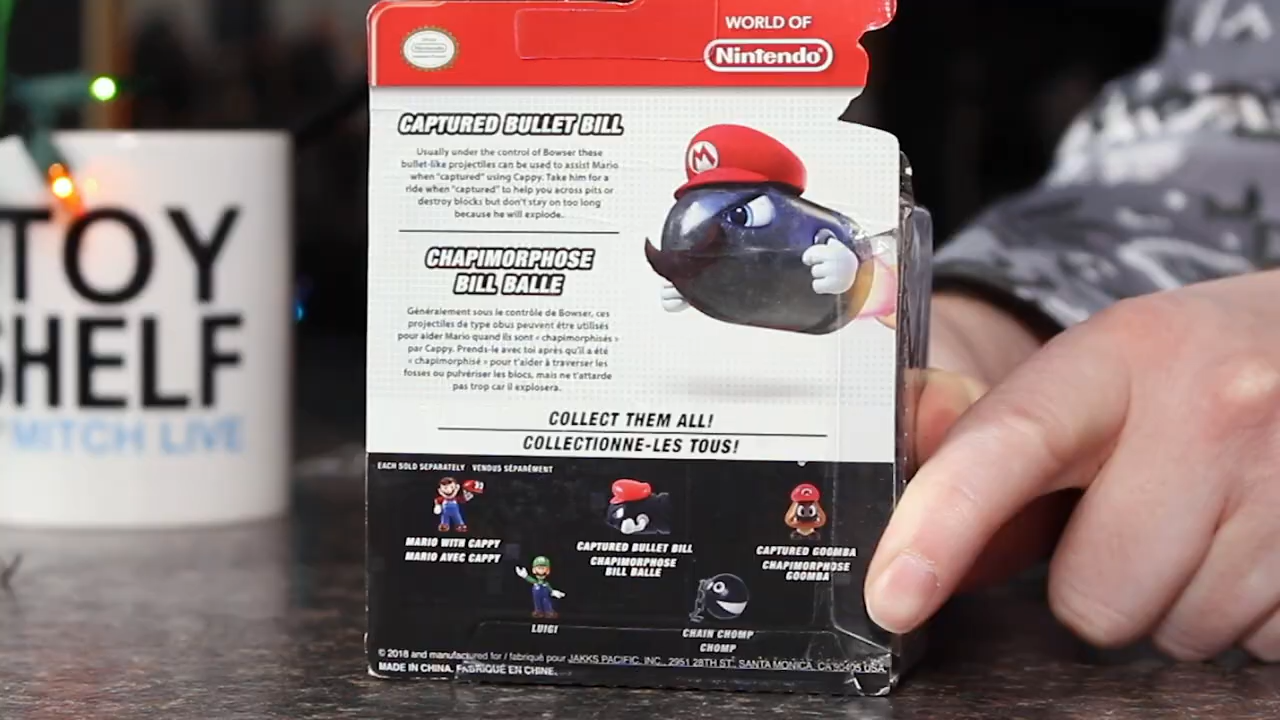 WORLD OF
Nintendo
CAPTURED BULLET BILL
Usually under the control of Bowser these
bullet-like projectiles can be used to assist Mario
when "captured" using Cappy. Take him for a
ride when "captured" to help you across pits or
destroy blocks but don't stay on too long
because he will explode.
CHAPIMORPHOSE
BILL BALLE
Généralement sous le contrôle de Bowser, ces
projectiles de type obus peuvent être utilisés
pour aider Mario quand ils sont « chapimorphisés »
par Cappy. Prends-le avec toi après qu'il a été
« chapimorphisé » pour t'aider à traverser les
fosses ou pulvériser les blocs, mais ne t'attarde
pas trop car il explosera.
COLLECT THEM ALL!
COLLECTIONNE-LES TOUS!
EACH SOLD SEPARATELY VENDUS SÉPARÉMENT
MARIO WITH CAPPY
MARIO AVEC CAPPY
CAPTURED BULLET BILL
CHAPIMORPHOSE
BILL BALLE
CAPTURED GOOMBA
CHAPIMORPHOSE
GOOMBA
LUIGI
CHAIN CHOMP
CHOMP
© 2018 and manufactured for / fabriqué pour JAKKS PACIFIC, INC., 2951 28TH ST., SANTA MONICA, CA 90405 USA.
MADE IN CHINA. FABRIQUÉ EN CHINE.
TOY
SHELF
MITCH LIVE
M
Nintendo